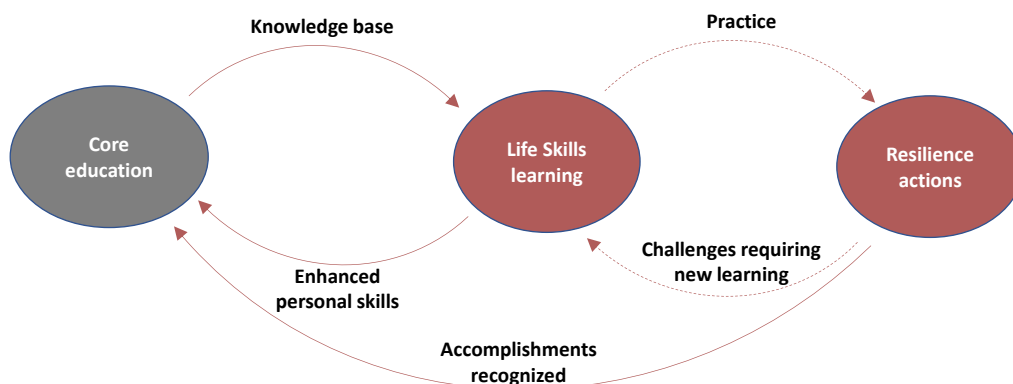 Knowledge base
Practice
Core
education
Life Skills
learning
Resilience
actions
Enhanced
personal skills
Challenges requiring
new learning
Accomplishments
recognized